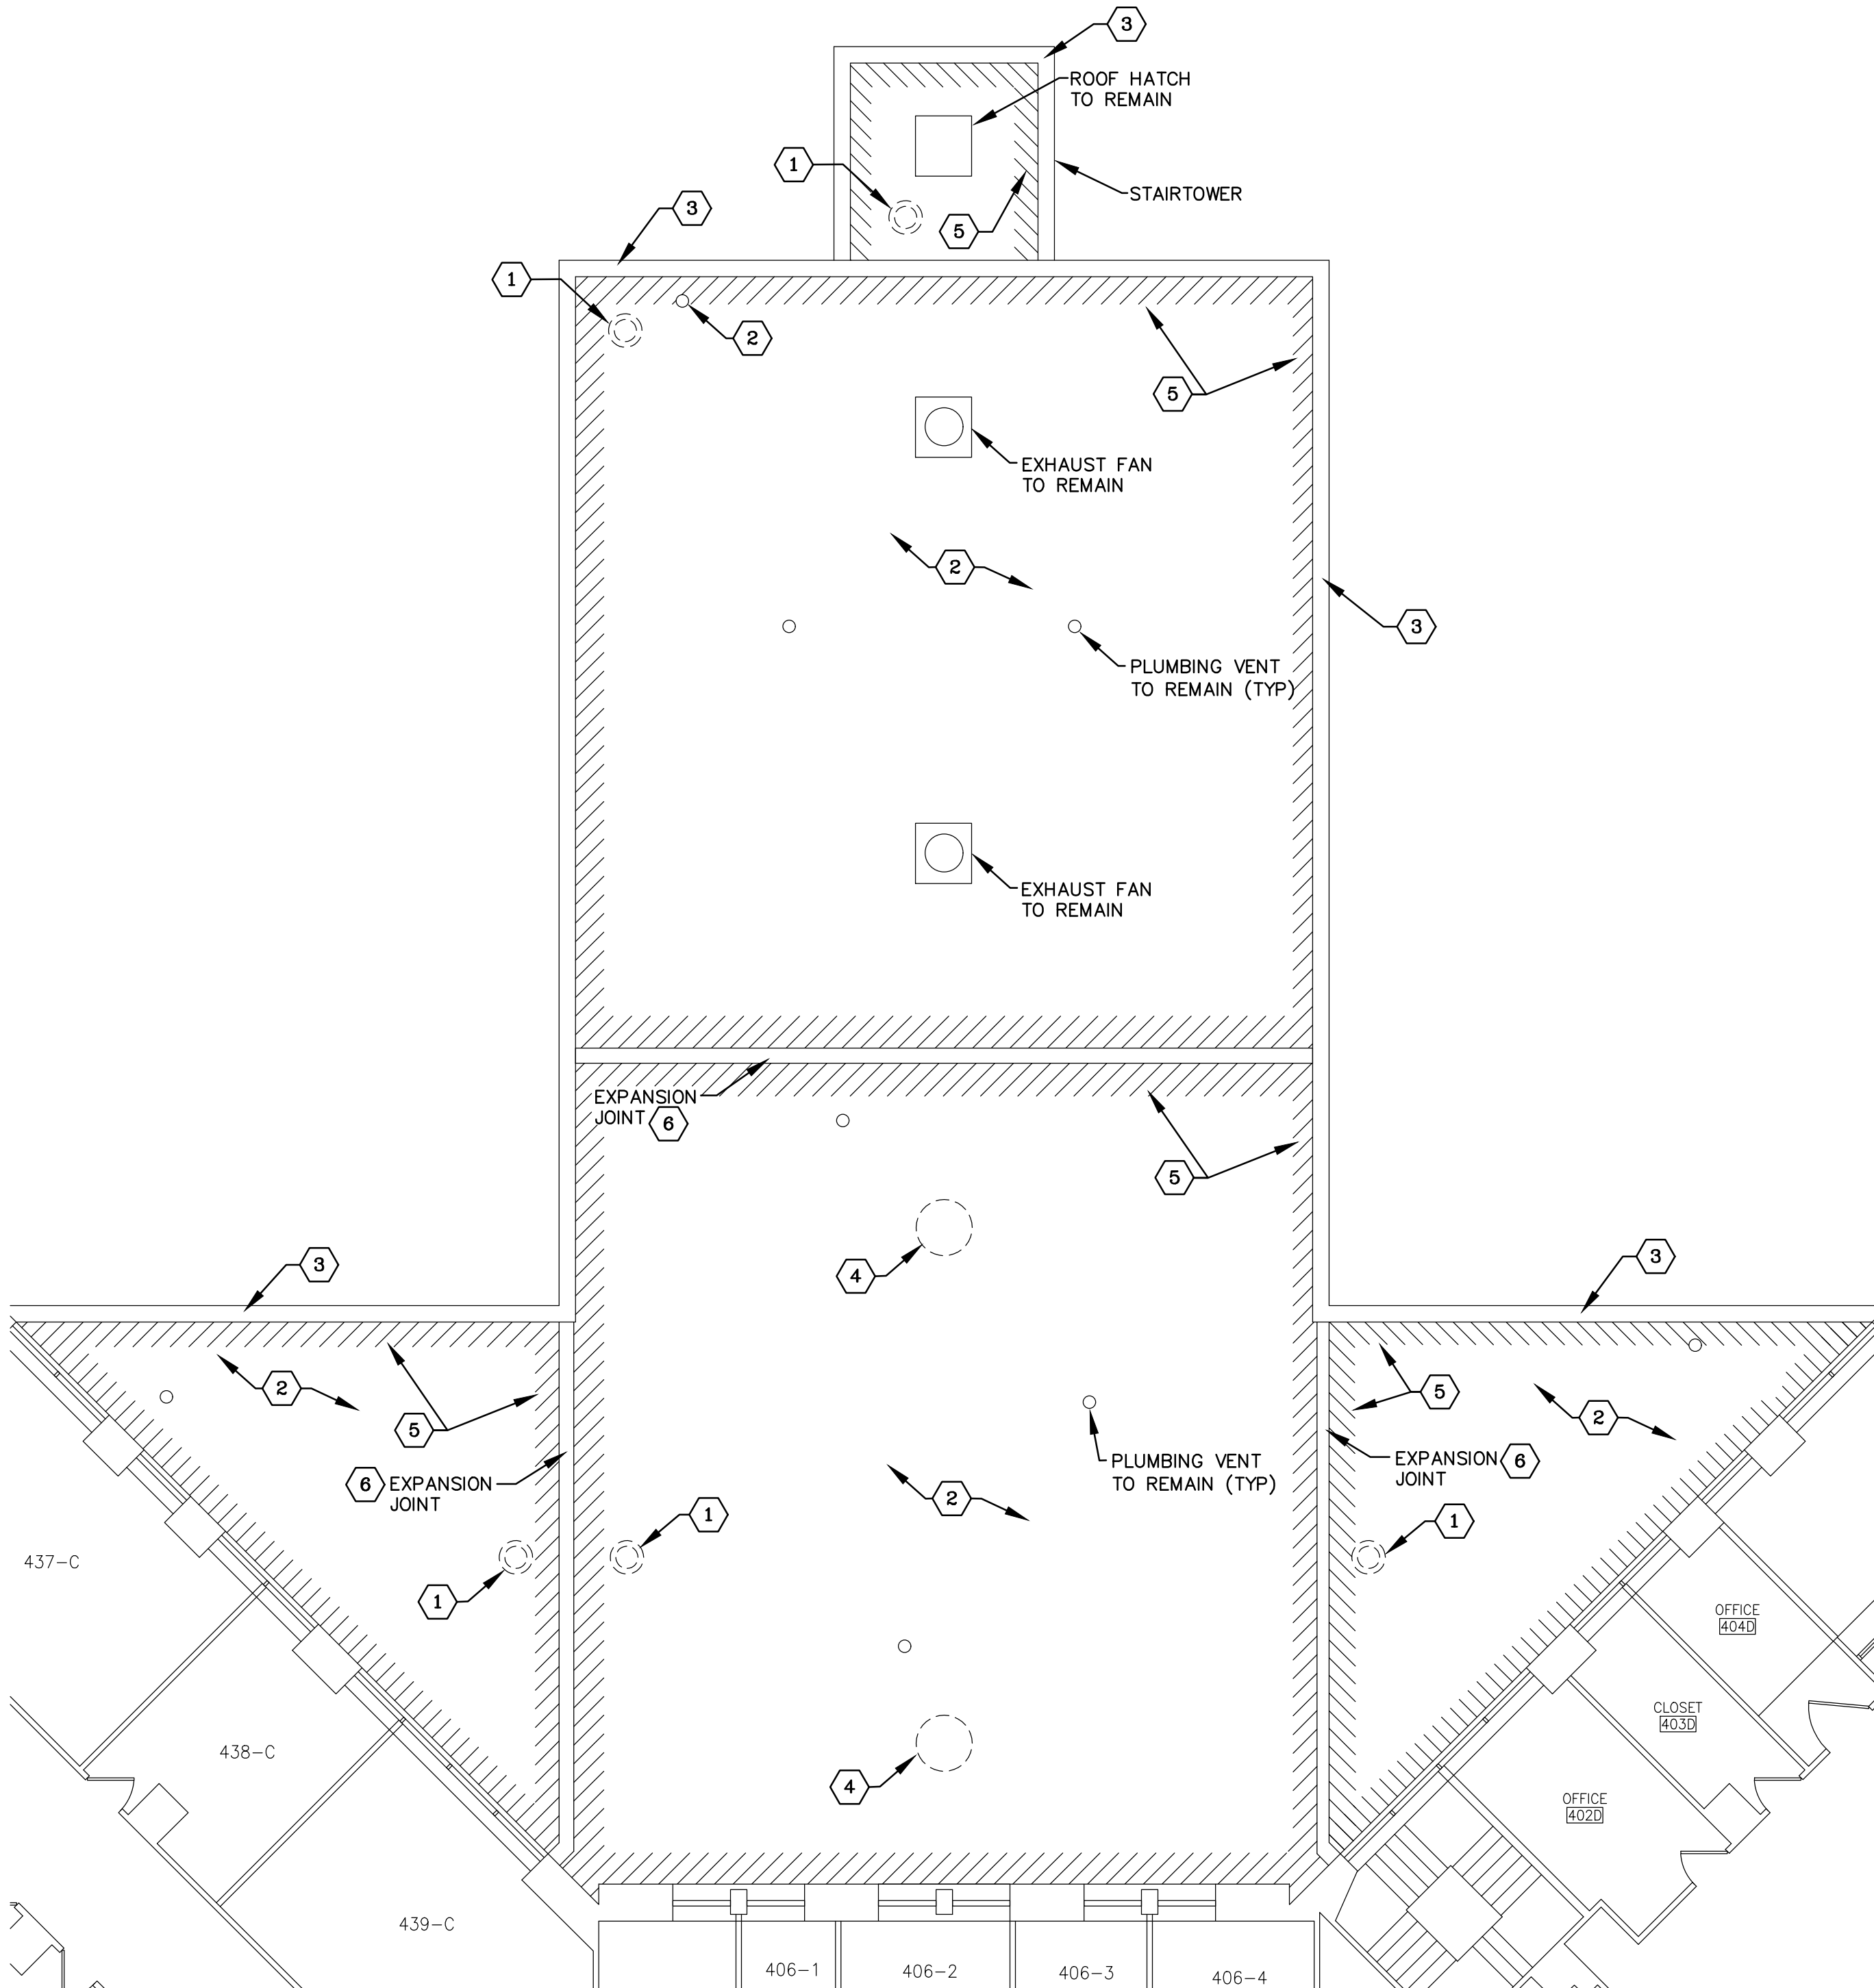 3
ROOF HATCH
TO REMAIN
1
STAIRTOWER
3
5
1
2
5
EXHAUST FAN
TO REMAIN
2
3
PLUMBING VENT
TO REMAIN (TYP)
EXHAUST FAN
TO REMAIN
EXPANSION
JOINT 6
5
4
3
3
2
5
5
2
6 EXPANSION
JOINT
PLUMBING VENT
TO REMAIN (TYP)
EXPANSION 6
JOINT
2
1
1
437-C
1
OFFICE
404D
CLOSET
403D
438-C
4
OFFICE
402D
439-C
406-1
406-2
406-3
406-4